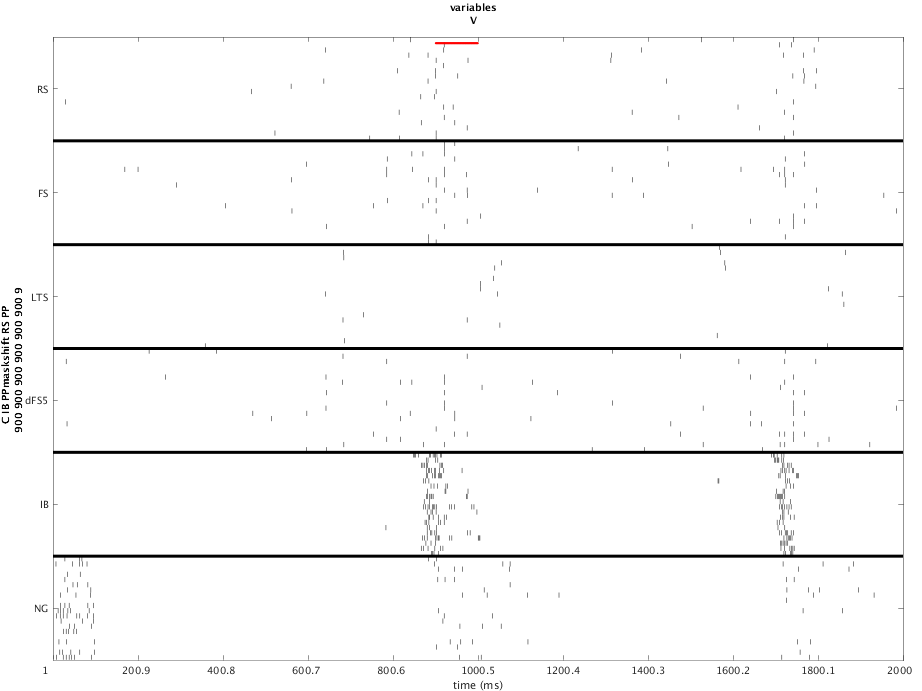 variables
V
C IB PPmaskshift RS PP
900 900 900 900 900 900 9
RS
FS
LTS
dFS5
IB
NG
1 200.9 400.8 600.7 800.6 1000.5 1200.4 1400.3 1600.2 1800.1 2000
time (ms)